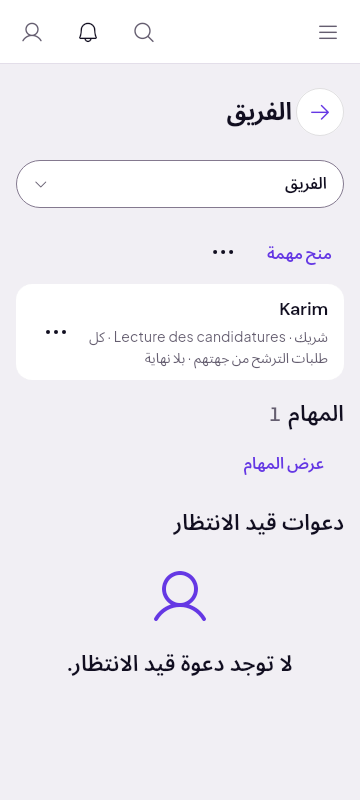 الفريق
الفريق
منح مهمة
Karim
شريك · Lecture des candidatures · كل
طلبات الترشح من جهتهم · بلا نهاية
المهام 1
عرض المهام
دعوات قيد الانتظار
لا توجد دعوة قيد الانتظار.